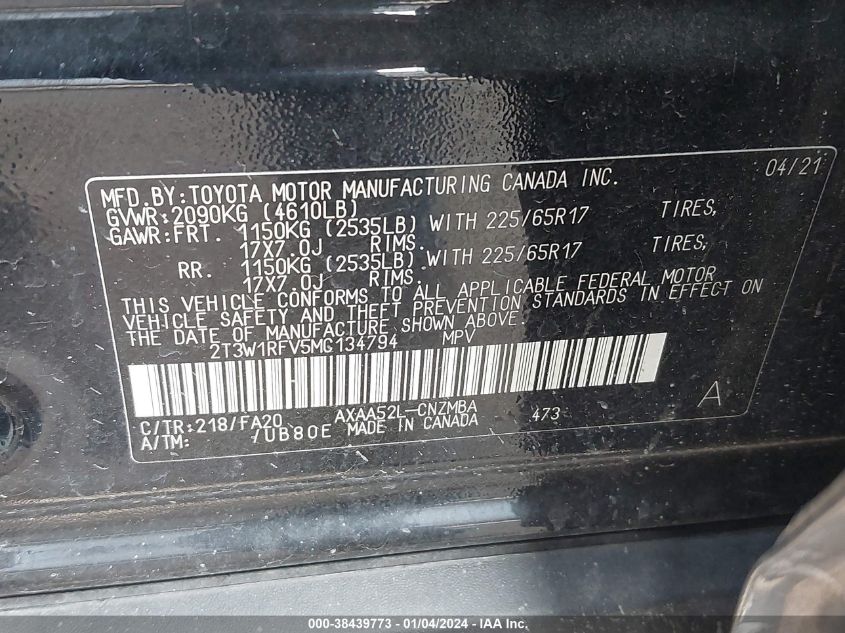 MFD.BY:TOYOTA MOTOR MANUFACTURING CANADA INC. 04/21
GVWR:2090KG (4610LB)
GAWR:FRT. 1150KG (2535LB) WITH 225/65R17 TIRES,
17X7.0J RIMS.
RR. 1150KG (2535LB) WITH 225/65R17 TIRES,
17X7.0J RIMS.
THIS VEHICLE CONFORMS TO ALL APPLICABLE FEDERAL MOTOR
VEHICLE SAFETY AND THEFT PREVENTION STANDARDS IN EFFECT ON
THE DATE OF MANUFACTURE SHOWN ABOVE.
2T3W1RFV5MC134794 MPV
A
C/TR:218/FA20 AXAA52L-CNZMBA 473
A/TM: /UB80E MADE IN CANADA
000-38439773 - 01/04/2024 - IAA Inc.